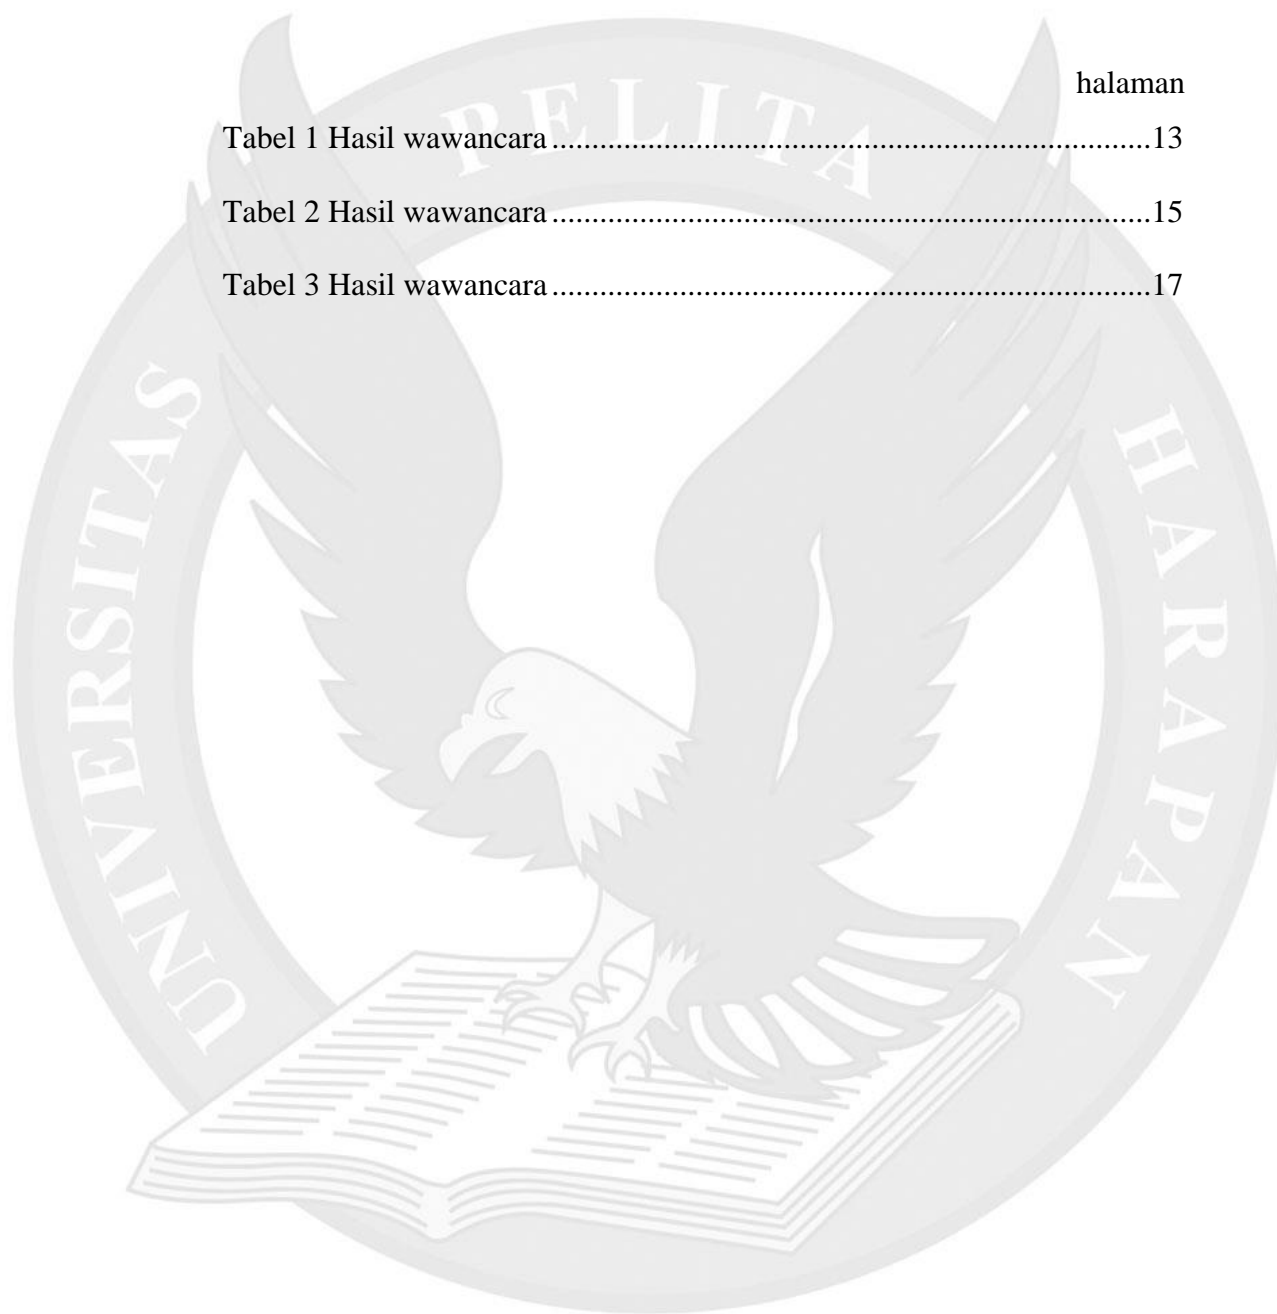 halaman
Tabel 1 Hasil wawancara...........................................................................13
Tabel 2 Hasil wawancara...........................................................................15
Tabel 3 Hasil wawancara...........................................................................17
UNIVERSITAS PELITA HARAPAN